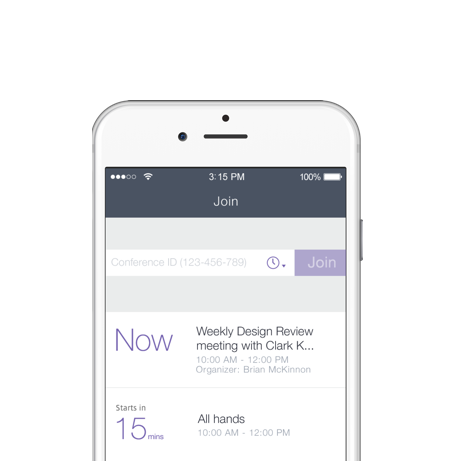 3:15 PM 100%
Join
Conference ID (123-456-789) Join
Now
Weekly Design Review
meeting with Clark K...
10:00 AM - 12:00 PM
Organizer: Brian McKinnon
Starts in
15 mins
All hands
10:00 AM - 12:00 PM